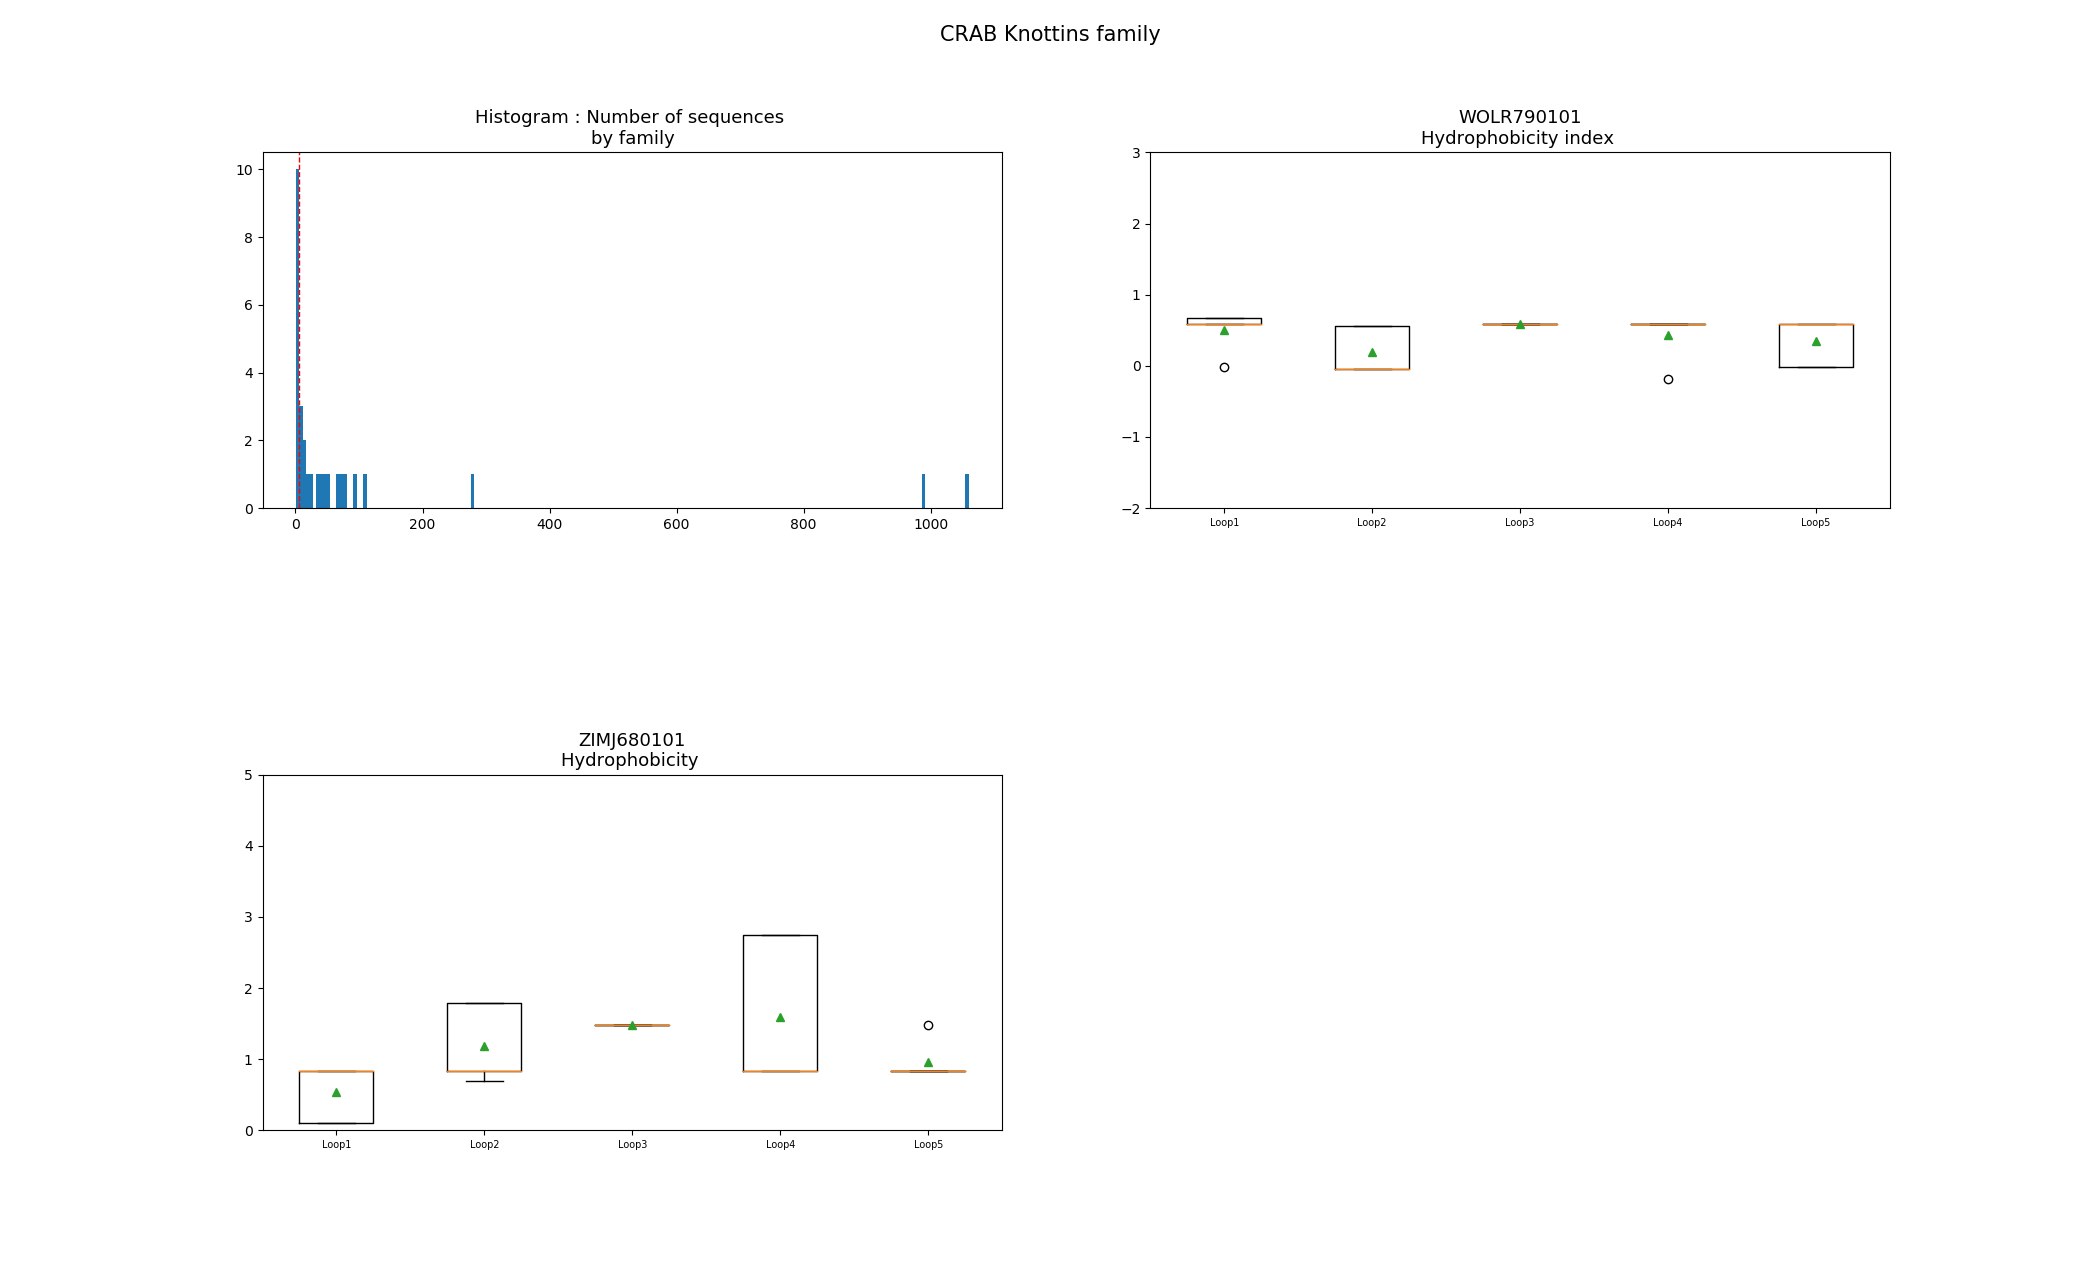 CRAB Knottins family
Histogram : Number of sequences
by family
10
8
6
4
2
0
0 200 400 600 800 1000
WOLR790101
Hydrophobicity index
3
2
1
0
−1
−2
Loop1 Loop2 Loop3 Loop4 Loop5
ZIMJ680101
Hydrophobicity
5
4
3
2
1
0
Loop1 Loop2 Loop3 Loop4 Loop5